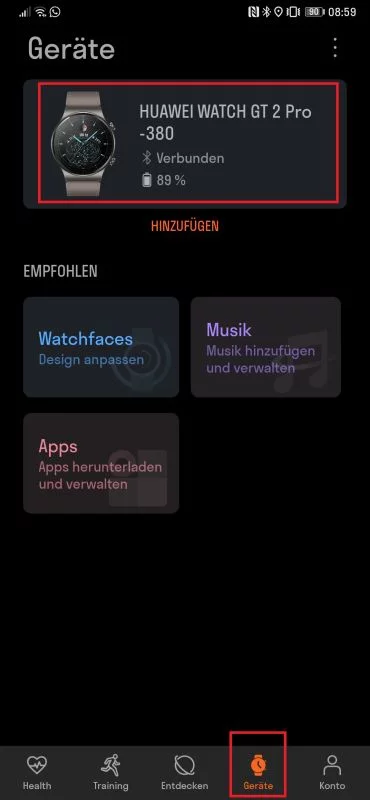 90 08:59
Geräte
HUAWEI WATCH GT 2 Pro
-380
Verbunden
89 %
HINZUFÜGEN
EMPFOHLEN
Watchfaces
Design anpassen
Musik
Musik hinzufügen
und verwalten
Apps
Apps herunterladen
und verwalten
Health
Training
Entdecken
Geräte
Konto